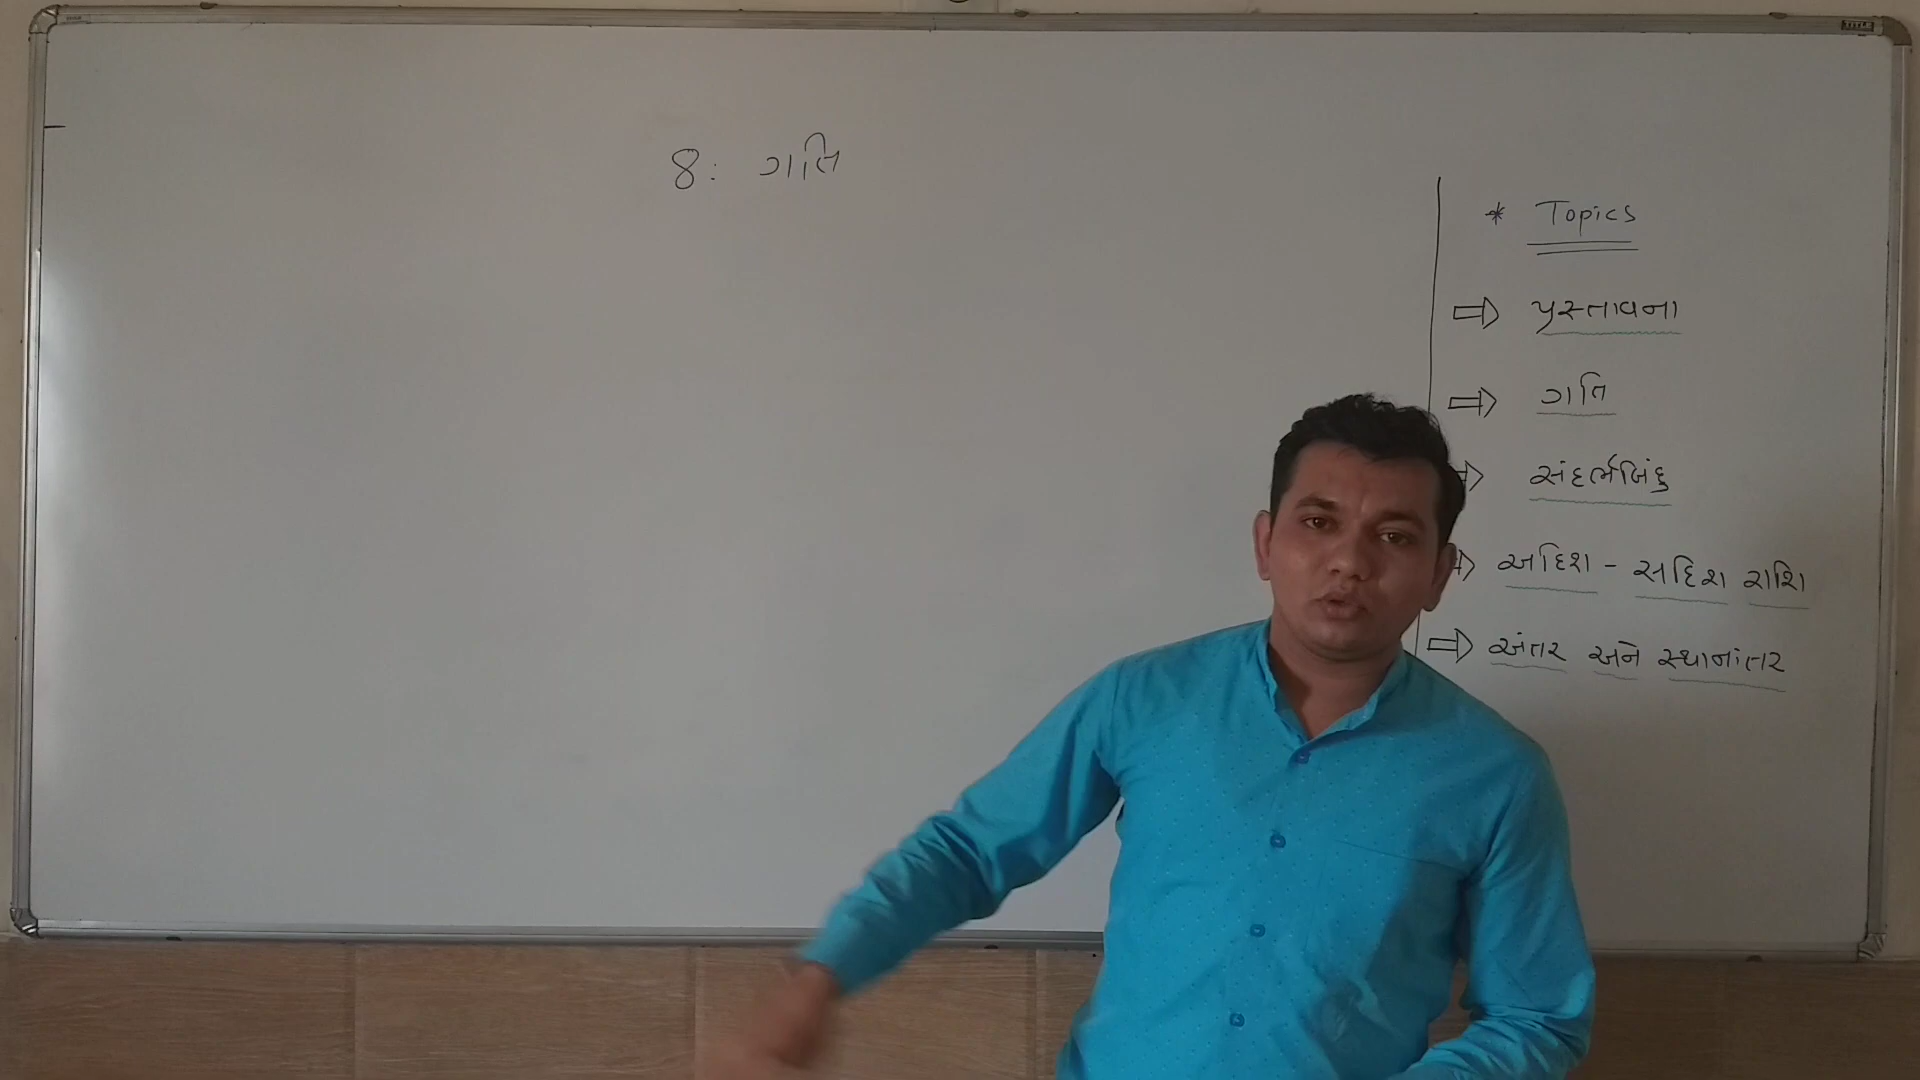 8: ગતિ
* Topics
⇒ પ્રસ્તાવના
⇒ ગતિ
⇒ સંદર્ભબિંદુ
⇒ અદિશ - સદિશ રાશિ
⇒ અંતર અને સ્થાનાંતર